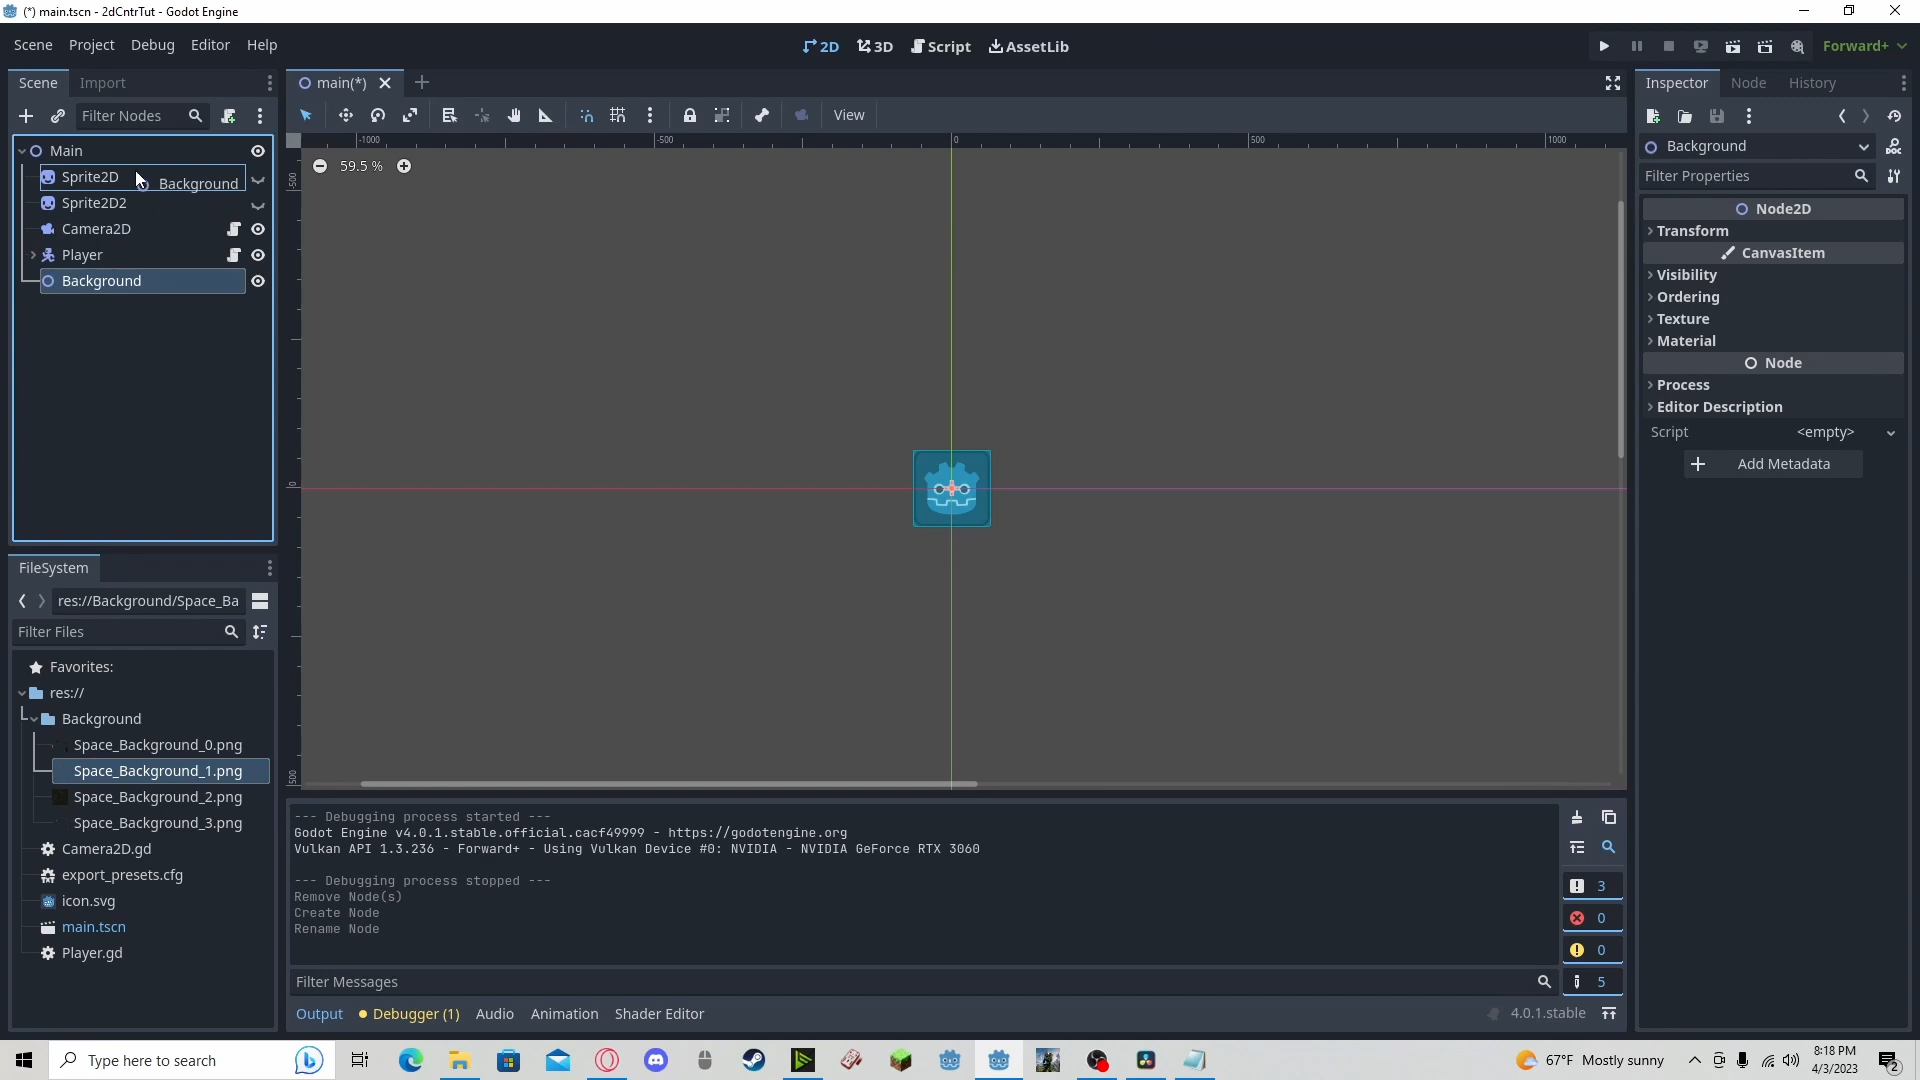 (*) main.tscn - 2dCntrTut - Godot Engine
Scene Project Debug Editor Help
2D 3D Script AssetLib
Forward+
Scene Import
main(*)
Inspector Node History
Filter Nodes
View
Main
Sprite2D
Background
Sprite2D2
Camera2D
Player
Background
-1000 -500 0 500 1000
59.5 %
-500
0
500
Background
Filter Properties
Node2D
Transform
CanvasItem
Visibility
Ordering
Texture
Material
Node
Process
Editor Description
Script <empty>
Add Metadata
FileSystem
res://Background/Space_Ba
Filter Files
Favorites:
res://
Background
Space_Background_0.png
Space_Background_1.png
Space_Background_2.png
Space_Background_3.png
Camera2D.gd
export_presets.cfg
icon.svg
main.tscn
Player.gd
--- Debugging process started ---
Godot Engine v4.0.1.stable.official.cacf49999 - https://godotengine.org
Vulkan API 1.3.236 - Forward+ - Using Vulkan Device #0: NVIDIA - NVIDIA GeForce RTX 3060
--- Debugging process stopped ---
Remove Node(s)
Create Node
Rename Node
3
0
0
5
Filter Messages
Output Debugger (1) Audio Animation Shader Editor
4.0.1.stable
Type here to search
67°F Mostly sunny
8:18 PM
4/3/2023
2